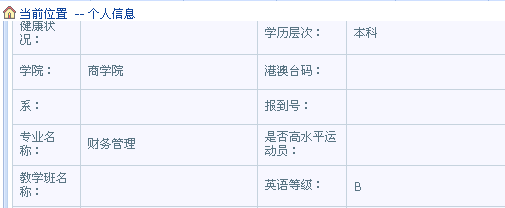 当前位置 -- 个人信息
健康状
况：
学历层次：
本科
学院：
商学院
港澳台码：
系：
报到号：
专业名
称：
财务管理
是否高水平运
动员：
教学班名
称：
英语等级：
B